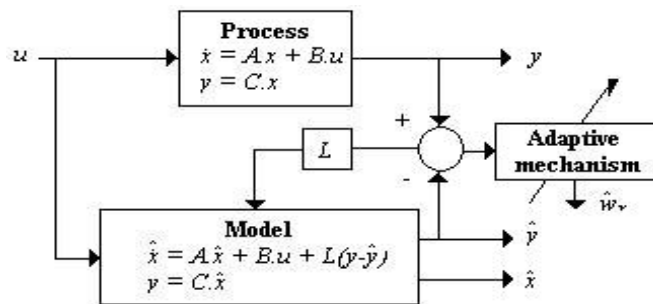 Process
u
ẋ = A.x + B.u
y = C.x
y
+
L
-
Adaptive
mechanism
ŵᵣ
Model
x̂̇ = A.x̂ + B.u + L(y-ŷ)
y = C.x̂
ŷ
x̂